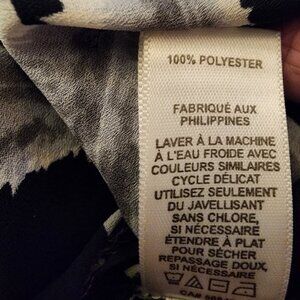 100% POLYESTER
FABRIQUÉ AUX
PHILIPPINES
LAVER À LA MACHINE
À L'EAU FROIDE AVEC
COULEURS SIMILAIRES
CYCLE DÉLICAT
UTILISEZ SEULEMENT
DU JAVELLISANT
SANS CHLORE,
SI NÉCESSAIRE
ÉTENDRE À PLAT
POUR SÉCHER
REPASSAGE DOUX,
SI NÉCESSAIRE